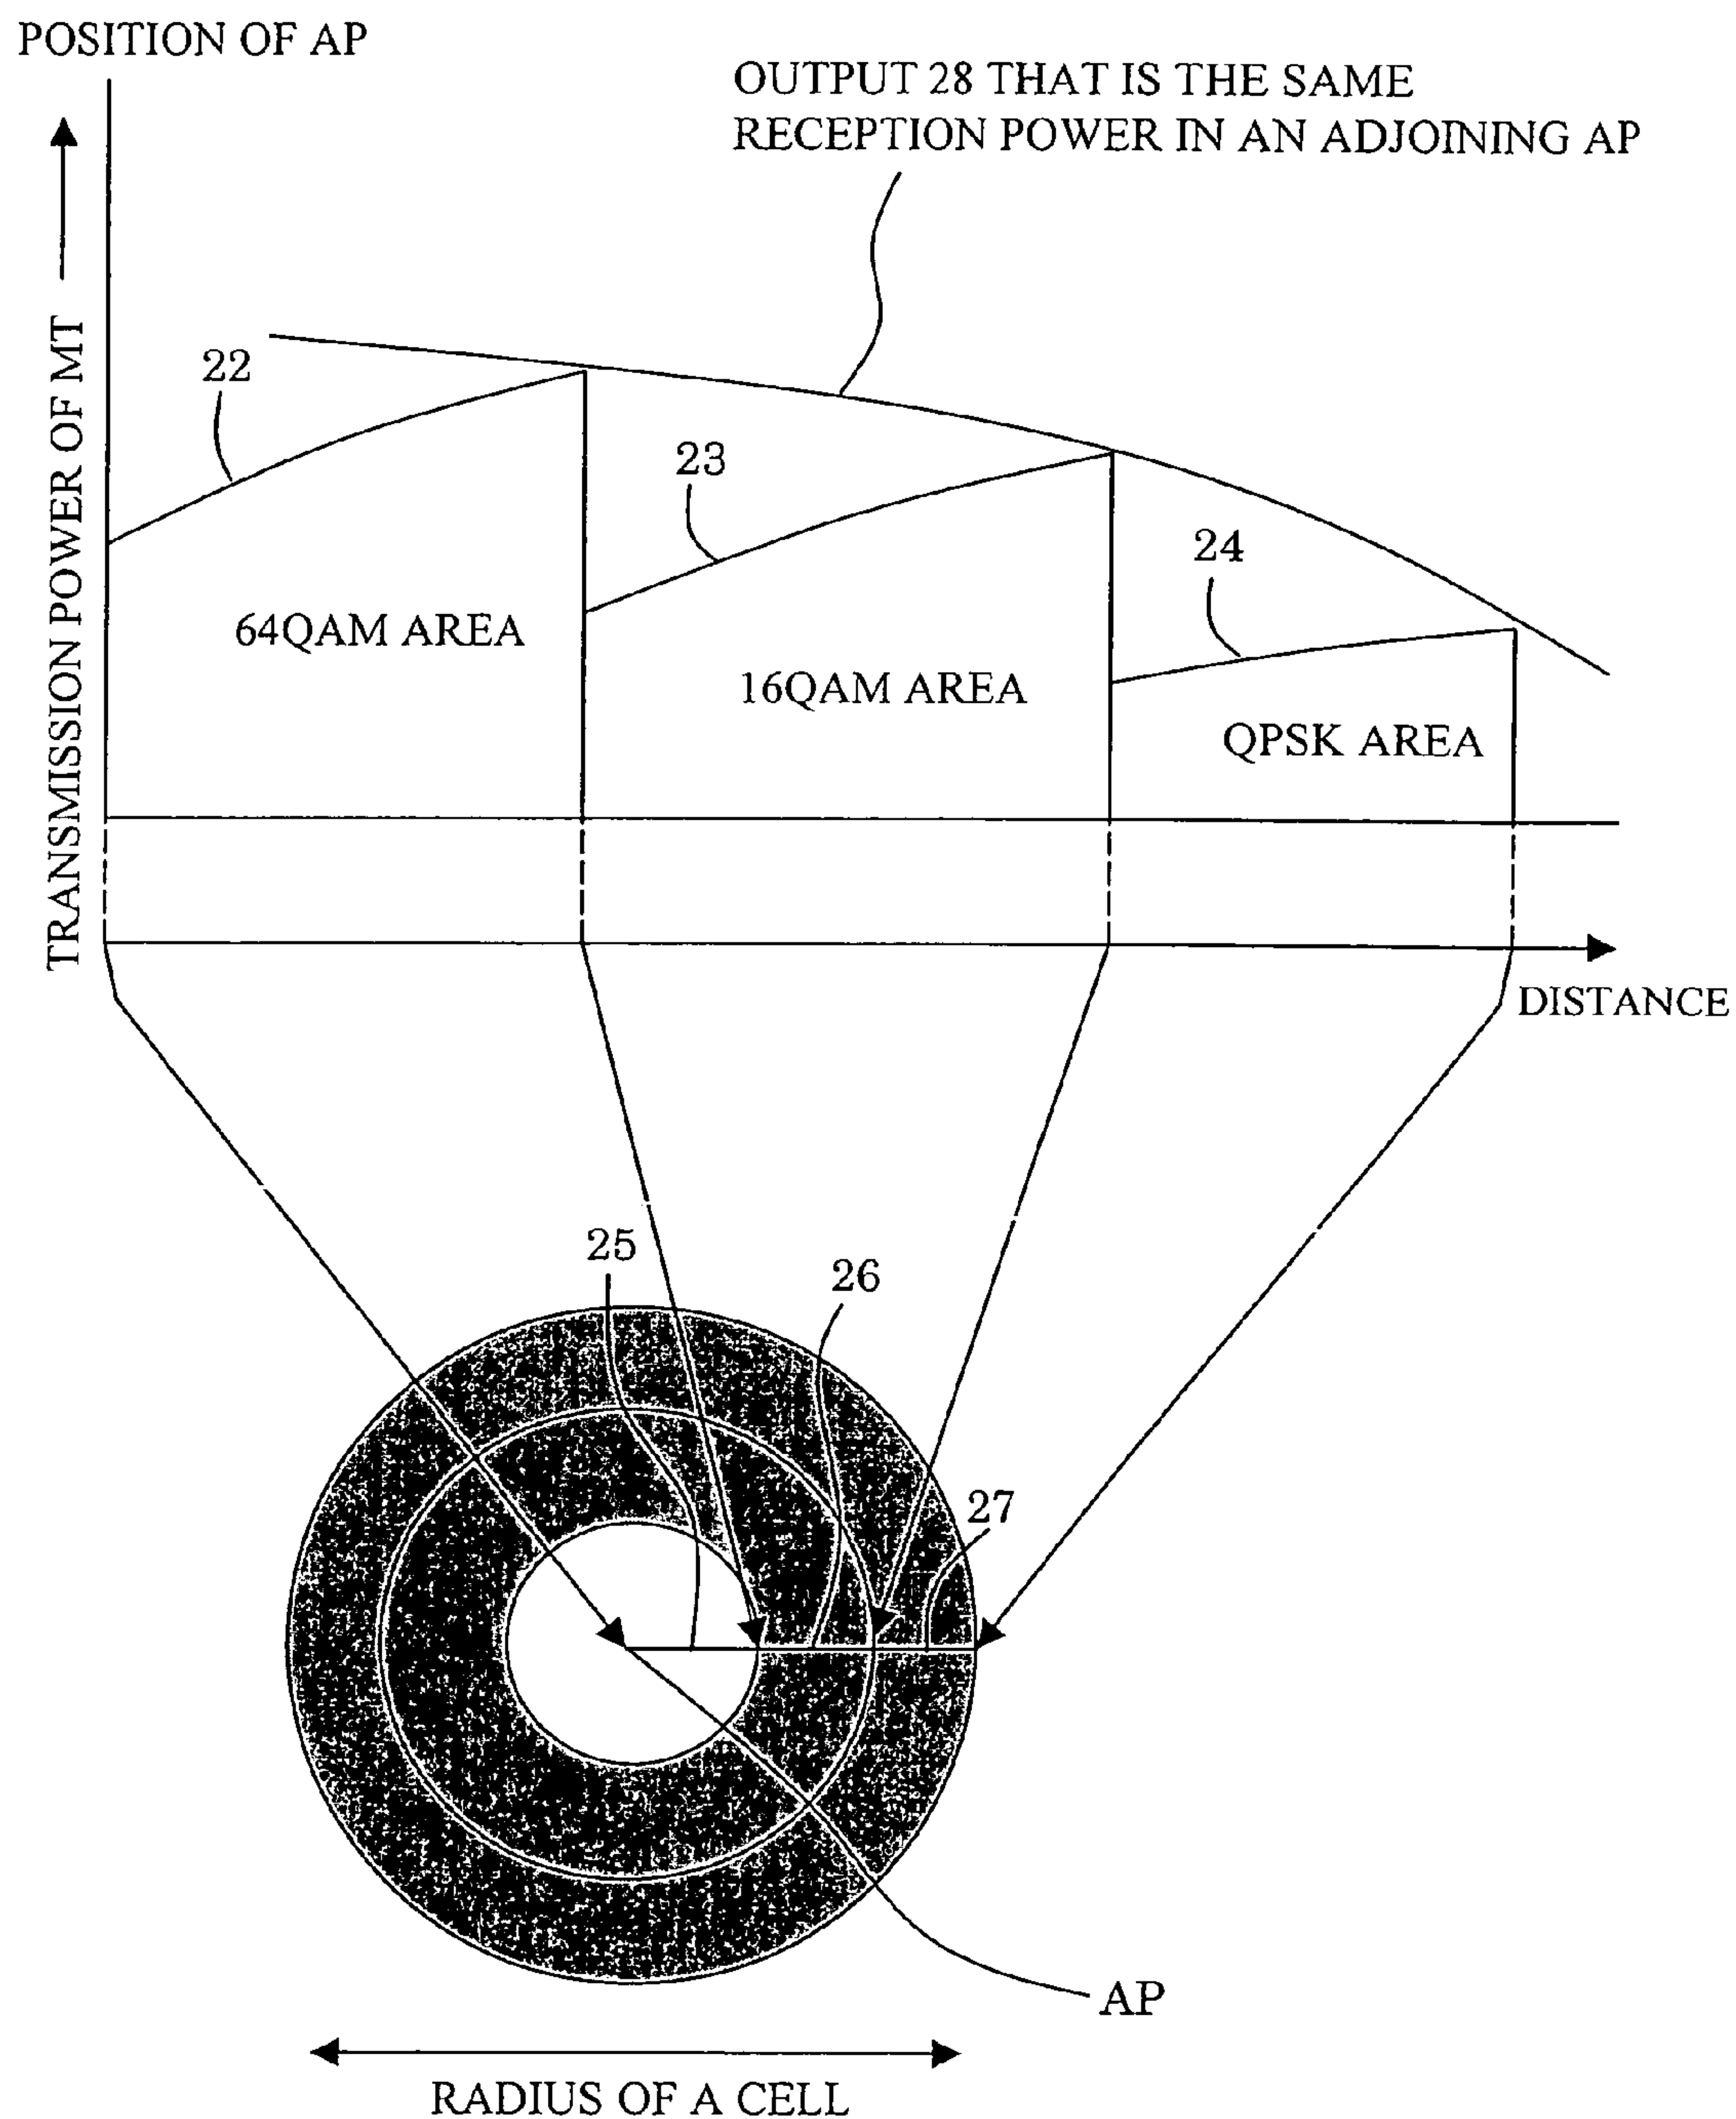 POSITION OF AP
OUTPUT 28 THAT IS THE SAME
RECEPTION POWER IN AN ADJOINING AP
TRANSMISSION POWER OF MT
22
23
24
64QAM AREA
16QAM AREA
QPSK AREA
DISTANCE
25
26
27
AP
RADIUS OF A CELL